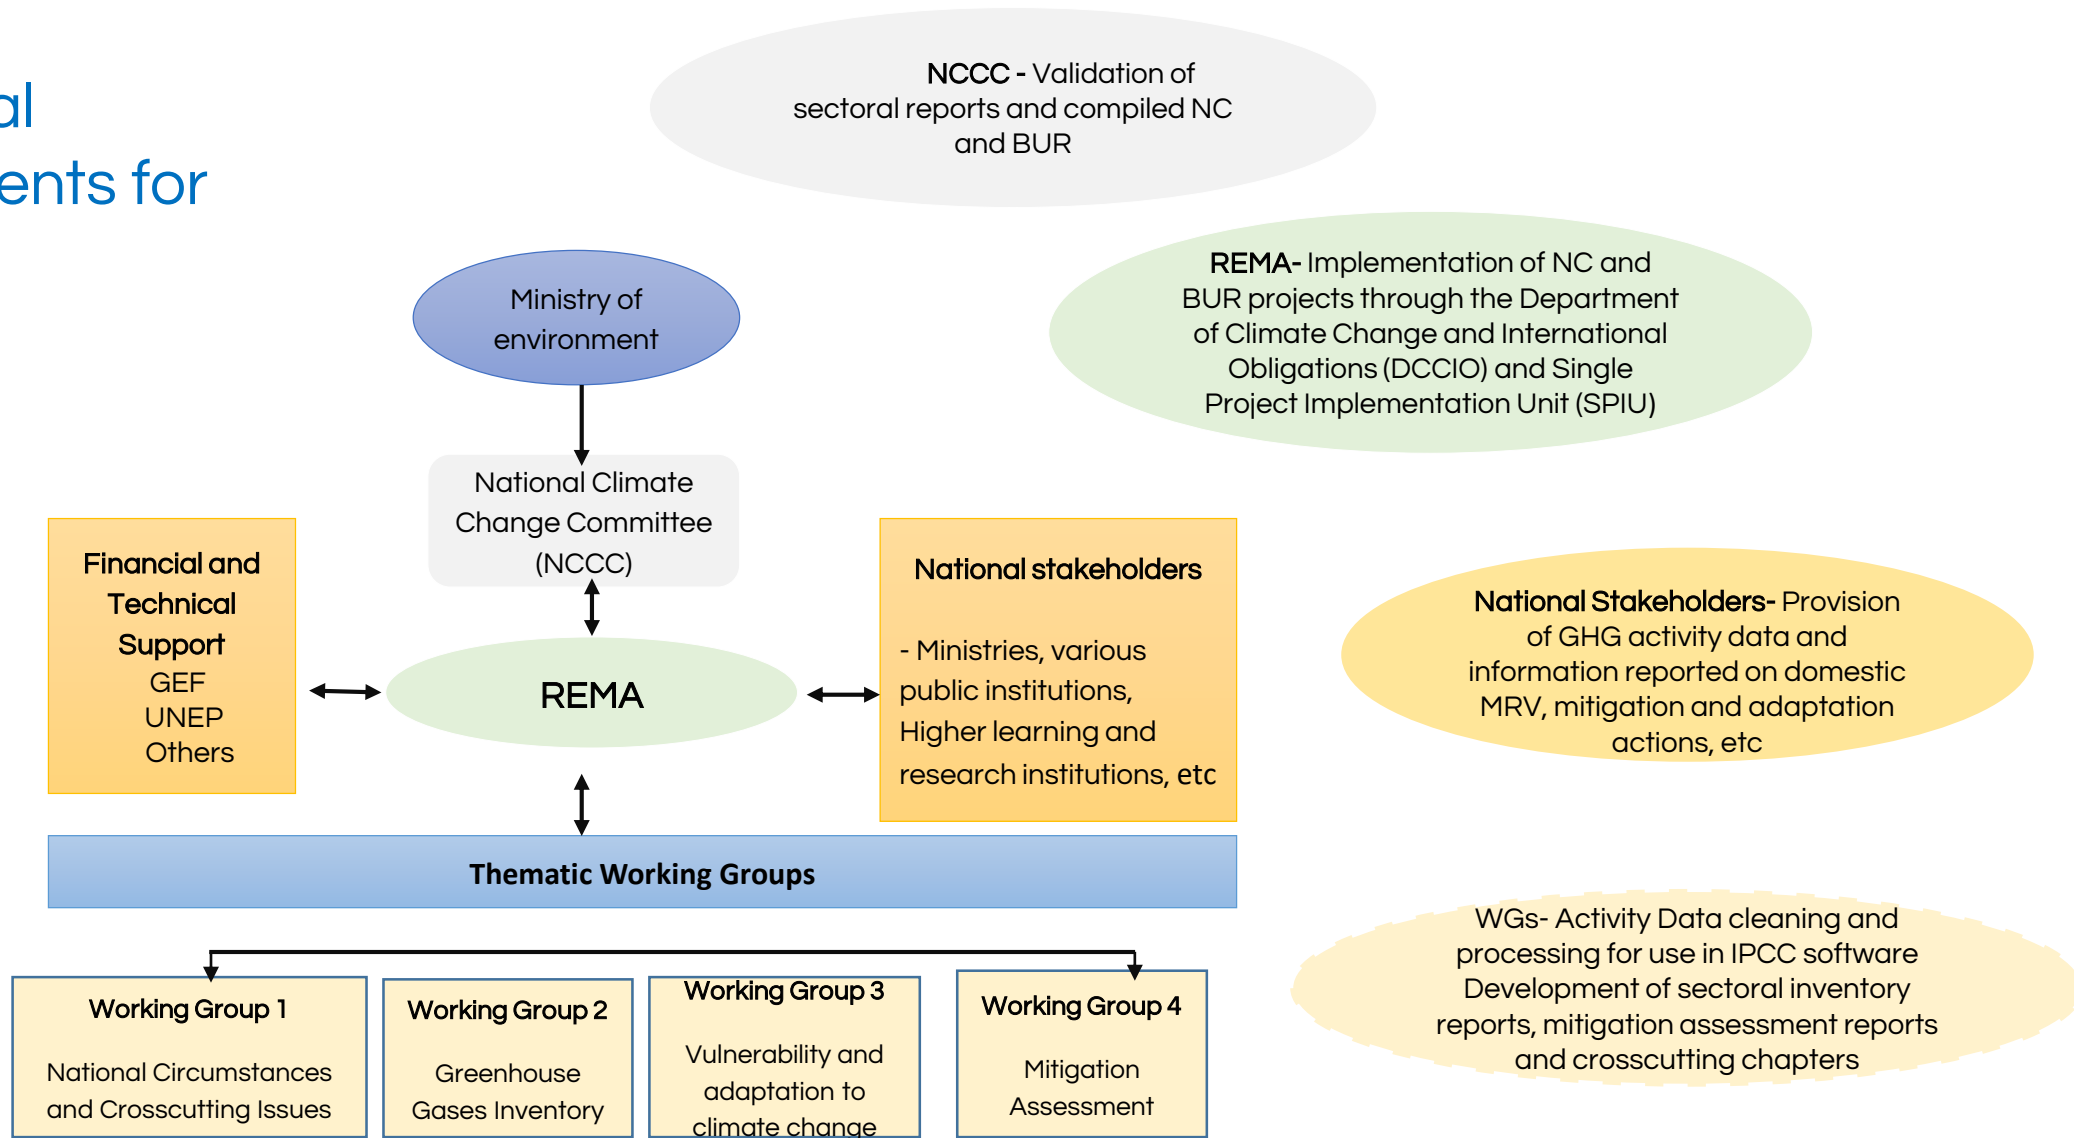 al
ents for
NCCC - Validation of
sectoral reports and compiled NC
and BUR
REMA- Implementation of NC and
BUR projects through the Department
of Climate Change and International
Obligations (DCCIO) and Single
Project Implementation Unit (SPIU)
Ministry of
environment
National Climate
Change Committee
(NCCC)
Financial and
Technical
Support
GEF
UNEP
Others
REMA
National stakeholders
- Ministries, various
public institutions,
Higher learning and
research institutions, etc
National Stakeholders- Provision
of GHG activity data and
information reported on domestic
MRV, mitigation and adaptation
actions, etc
Thematic Working Groups
WGs- Activity Data cleaning and
processing for use in IPCC software
Development of sectoral inventory
reports, mitigation assessment reports
and crosscutting chapters
Working Group 1
National Circumstances
and Crosscutting Issues
Working Group 2
Greenhouse
Gases Inventory
Working Group 3
Vulnerability and
adaptation to
climate change
Working Group 4
Mitigation
Assessment